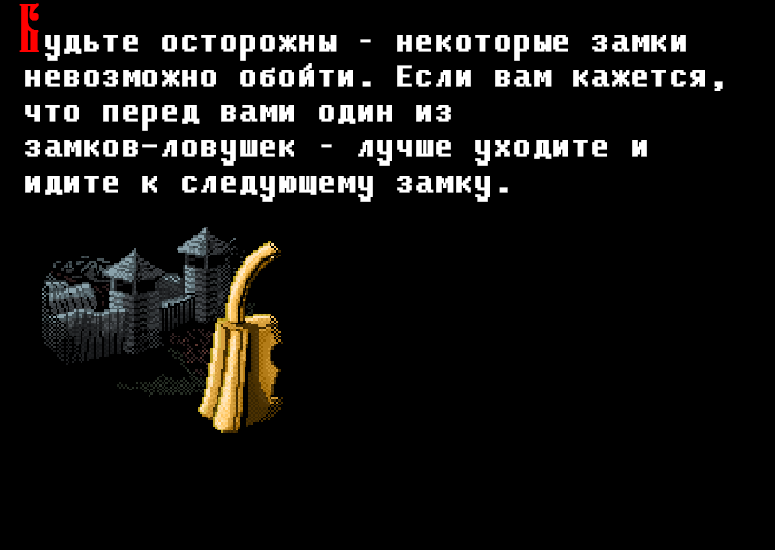 Будьте осторожны - некоторые замки
невозможно обойти. Если вам кажется,
что перед вами один из
замков-ловушек - лучше уходите и
идите к следующему замку.